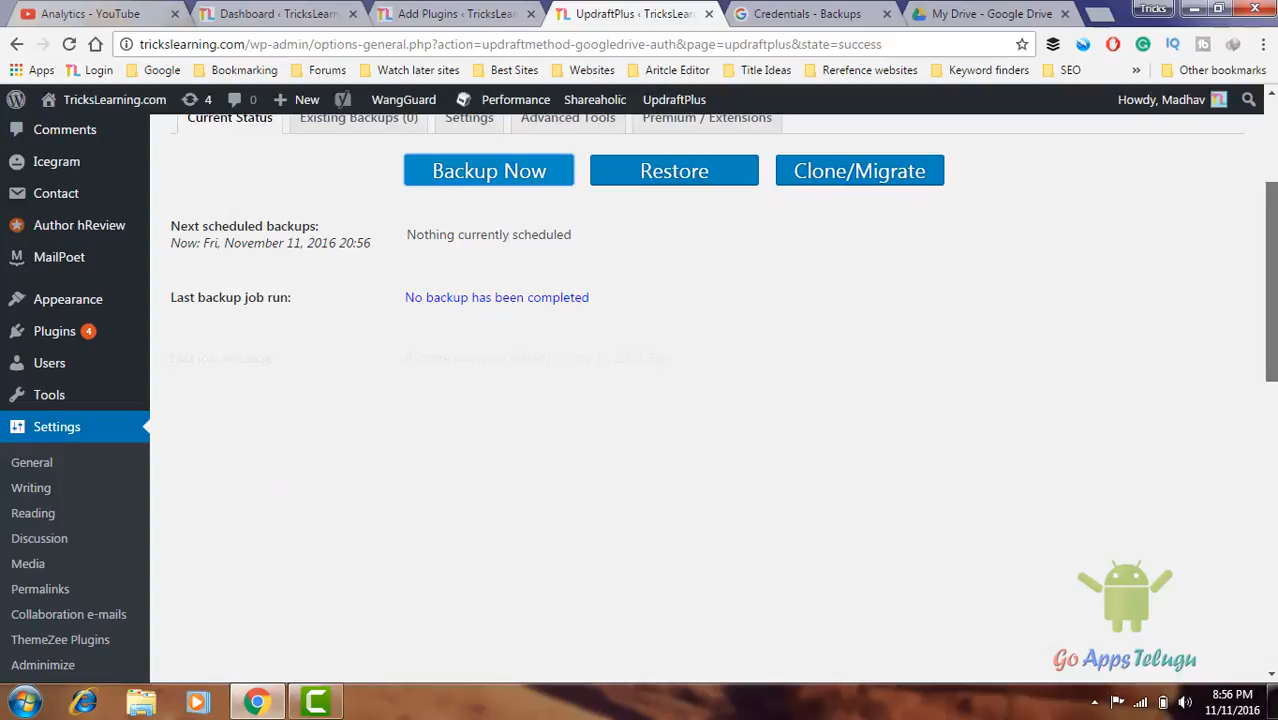 Analytics - YouTube
Dashboard ‹ TricksLearn
Add Plugins ‹ TricksLear
UpdraftPlus ‹ TricksLear
Credentials - Backups
My Drive - Google Drive
Tricks
trickslearning.com/wp-admin/options-general.php?action=updraftmethod-googledrive-auth&page=updraftplus&state=success
Apps
Login
Google
Bookmarking
Forums
Watch later sites
Best Sites
Websites
Aritcle Editor
Title Ideas
Rerefence websites
Keyword finders
SEO
Other bookmarks
TricksLearning.com
4
0
New
WangGuard
Performance
Shareaholic
UpdraftPlus
Howdy, Madhav
Current Status
Existing Backups (0)
Settings
Advanced Tools
Premium / Extensions
Comments
Icegram
Contact
Author hReview
MailPoet
Appearance
Plugins 4
Users
Tools
Settings
General
Writing
Reading
Discussion
Media
Permalinks
Collaboration e-mails
ThemeZee Plugins
Adminimize
Backup Now
Restore
Clone/Migrate
Next scheduled backups:
Now: Fri, November 11, 2016 20:56
Nothing currently scheduled
Last backup job run:
No backup has been completed
Go Apps Telugu
8:56 PM
11/11/2016